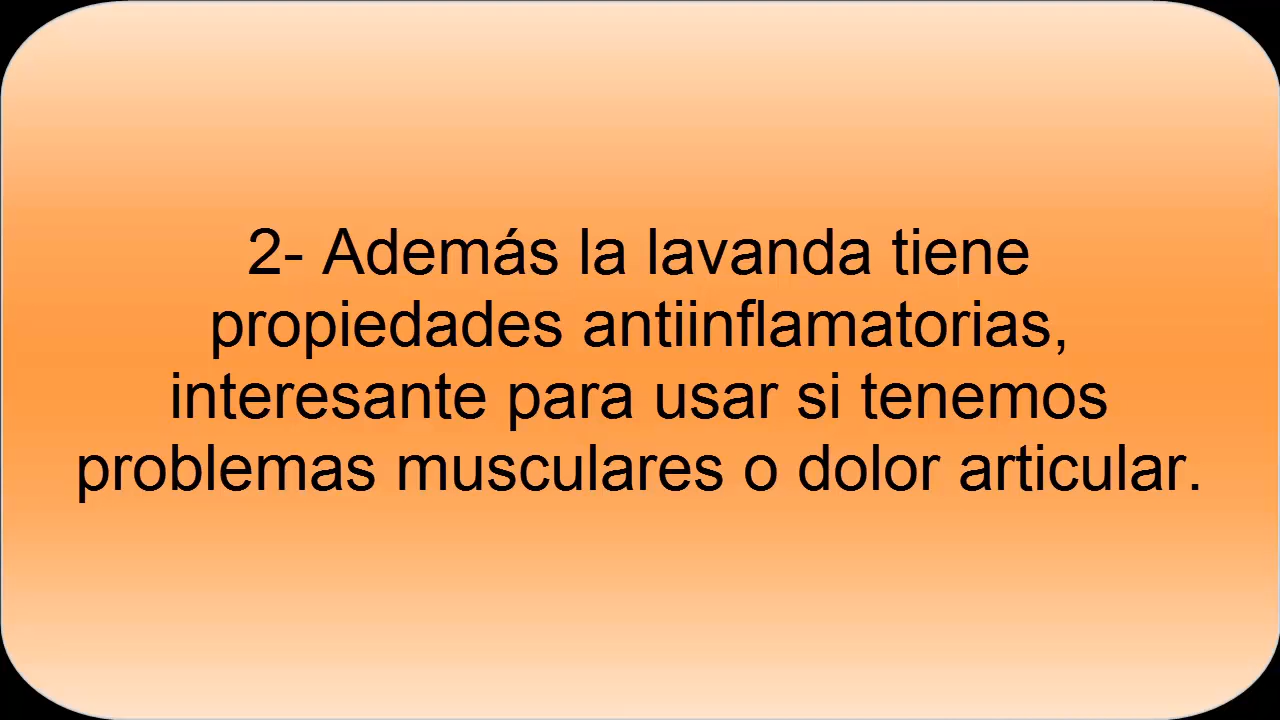 2- Además la lavanda tiene
propiedades antiinflamatorias,
interesante para usar si tenemos
problemas musculares o dolor articular.